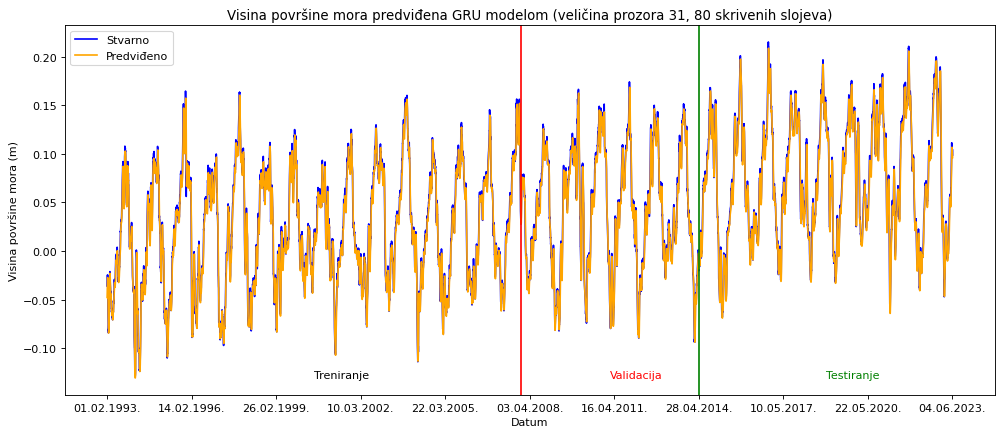 Visina površine mora predviđena GRU modelom (veličina prozora 31, 80 skrivenih slojeva)
Stvarno
Predviđeno
0.20
0.15
0.10
0.05
0.00
−0.05
−0.10
Visina površine mora (m)
Treniranje
Validacija
Testiranje
01.02.1993.
14.02.1996.
26.02.1999.
10.03.2002.
22.03.2005.
03.04.2008.
16.04.2011.
28.04.2014.
10.05.2017.
22.05.2020.
04.06.2023.
Datum